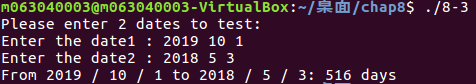 m063040003@m063040003-VirtualBox:~/桌面/chap8$ ./8-3
Please enter 2 dates to test:
Enter the date1 : 2019 10 1
Enter the date2 : 2018 5 3
From 2019 / 10 / 1 to 2018 / 5 / 3: 516 days